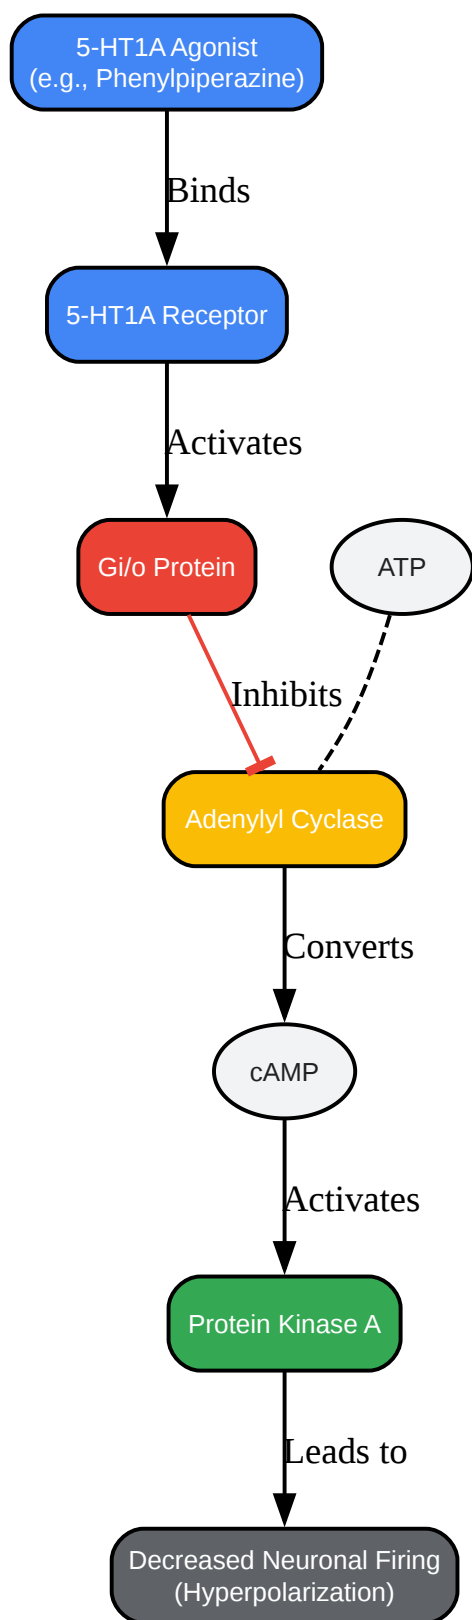 5-HT1A Agonist
(e.g., Phenylpiperazine)
Binds
5-HT1A Receptor
Activates
Gi/o Protein
ATP
Inhibits
Adenylyl Cyclase
Converts
cAMP
Activates
Protein Kinase A
Leads to
Decreased Neuronal Firing
(Hyperpolarization)